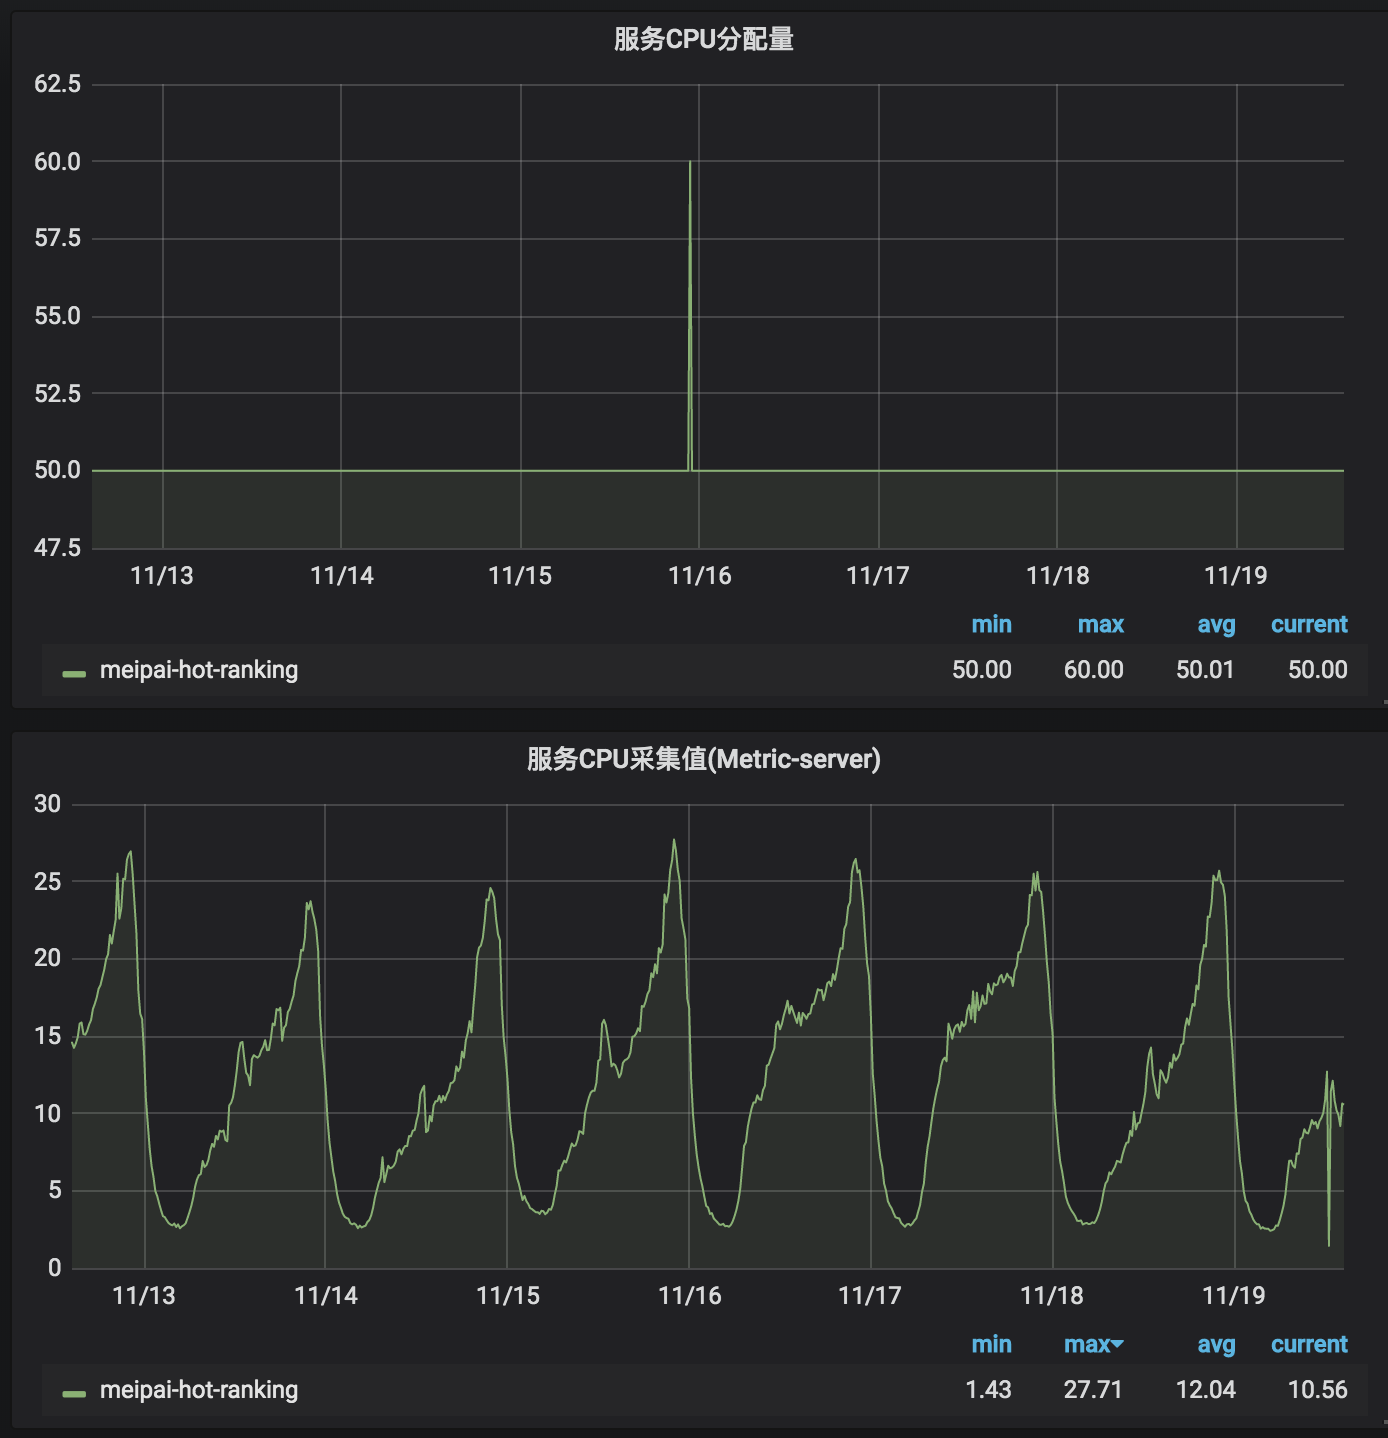 服务CPU分配量
62.5
60.0
57.5
55.0
52.5
50.0
47.5
11/13 11/14 11/15 11/16 11/17 11/18 11/19
min max avg current
meipai-hot-ranking 50.00 60.00 50.01 50.00
服务CPU采集值(Metric-server)
30
25
20
15
10
5
0
11/13 11/14 11/15 11/16 11/17 11/18 11/19
min max avg current
meipai-hot-ranking 1.43 27.71 12.04 10.56